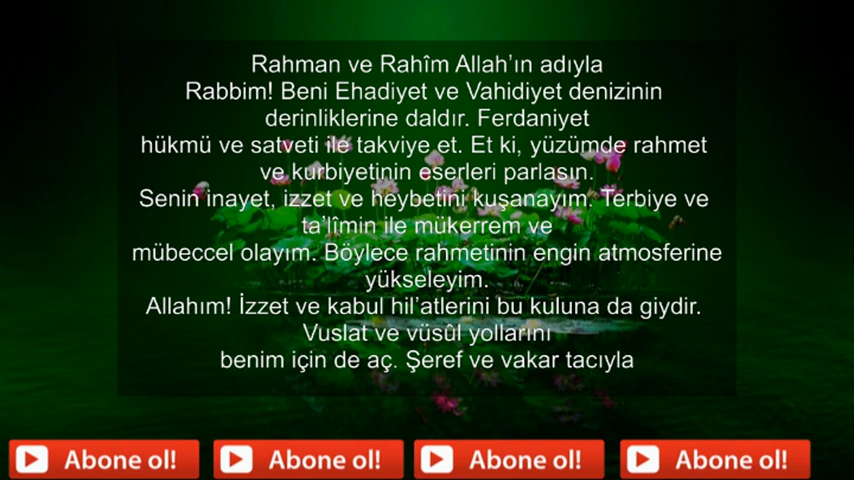 Rahman ve Rahîm Allah’ın adıyla
Rabbim! Beni Ehadiyet ve Vahidiyet denizinin
derinliklerine daldır. Ferdaniyet
hükmü ve satveti ile takviye et. Et ki, yüzümde rahmet
ve kurbiyetinin eserleri parlasın.
Senin inayet, izzet ve heybetini kuşanayım. Terbiye ve
ta’lîmin ile mükerrem ve
mübeccel olayım. Böylece rahmetinin engin atmosferine
yükseleyim.
Allahım! İzzet ve kabul hil’atlerini bu kuluna da giydir.
Vuslat ve vüsûl yollarını
benim için de aç. Şeref ve vakar tacıyla
Abone ol! Abone ol! Abone ol! Abone ol!